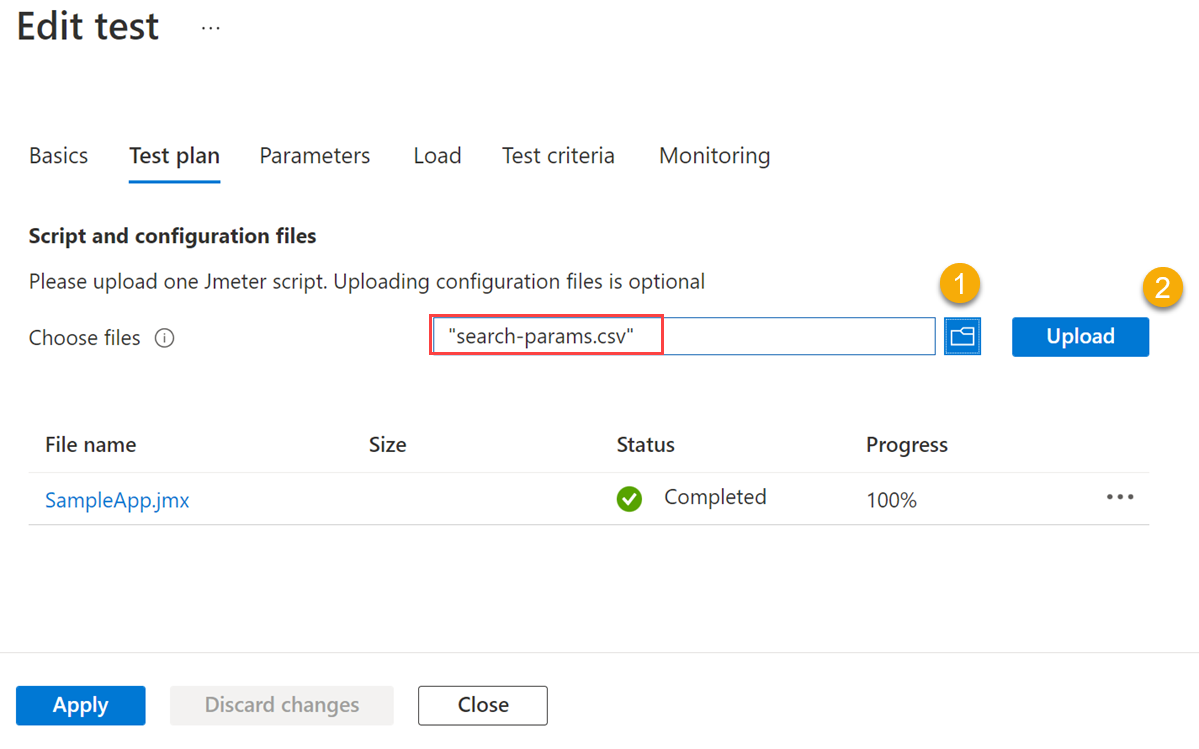 Edit test ...
Basics Test plan Parameters Load Test criteria Monitoring
Script and configuration files
Please upload one Jmeter script. Uploading configuration files is optional
1
2
Choose files "search-params.csv" Upload
File name Size Status Progress
SampleApp.jmx Completed 100% ...
Apply Discard changes Close